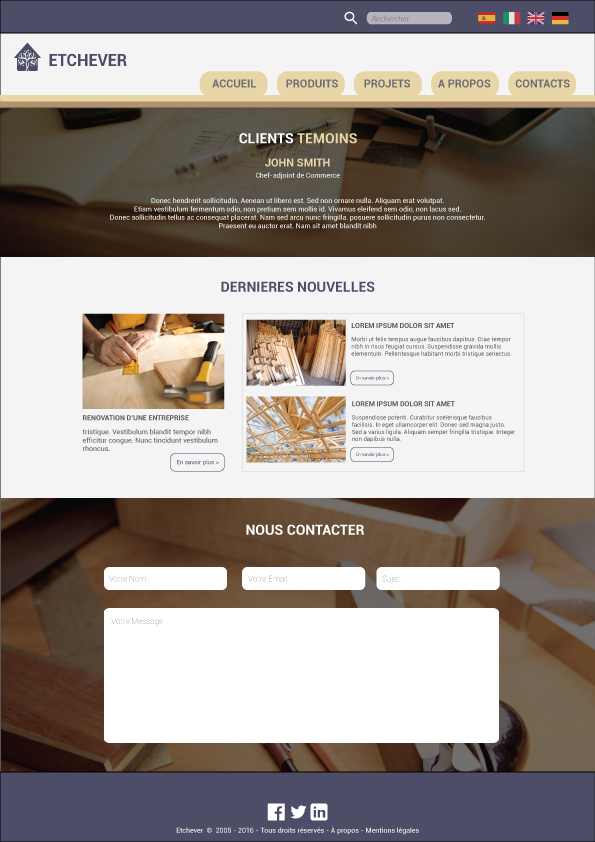 Rechercher
ETCHEVER
ACCUEIL
PRODUITS
PROJETS
A PROPOS
CONTACTS
CLIENTS TEMOINS
JOHN SMITH
Chef-adjoint de Commerce
Donec hendrerit sollicitudin. Aenean ut libero est. Sed non ornare nulla. Aliquam erat volutpat.
Etiam vestibulum fermentum odio, non pretium sem mollis id. Vivamus eleifend sem odio, non lacus sed.
Donec sollicitudin tellus ac consequat placerat. Nam sed arcu nunc fringilla. posuere sollicitudin purus non consectetur.
Praesent eu auctor erat. Nam sit amet blandit nibh
DERNIERES NOUVELLES
RENOVATION D'UNE ENTREPRISE
tristique. Vestibulum blandit tempor nibh
efficitur congue. Nunc tincidunt vestibulum
rhoncus.
En savoir plus >
LOREM IPSUM DOLOR SIT AMET
Morbi ut felis tempus augue faucibus dapibus. Cras tempor
nibh in risus feugiat cursus. Suspendisse gravida mollis
elementum. Pellentesque habitant morbi tristique senectus.
En savoir plus >
LOREM IPSUM DOLOR SIT AMET
Suspendisse potenti. Curabitur scelerisque faucibus
facilisis. In eget ullamcorper elit. Donec sed magna justo.
Sed a varius ligula. Aliquam semper fringilla tristique. Integer
non dapibus nulla.
En savoir plus >
NOUS CONTACTER
Votre Nom
Votre Email
Sujet
Votre Message
Etchever © 2005 - 2016 - Tous droits réservés - À propos - Mentions légales